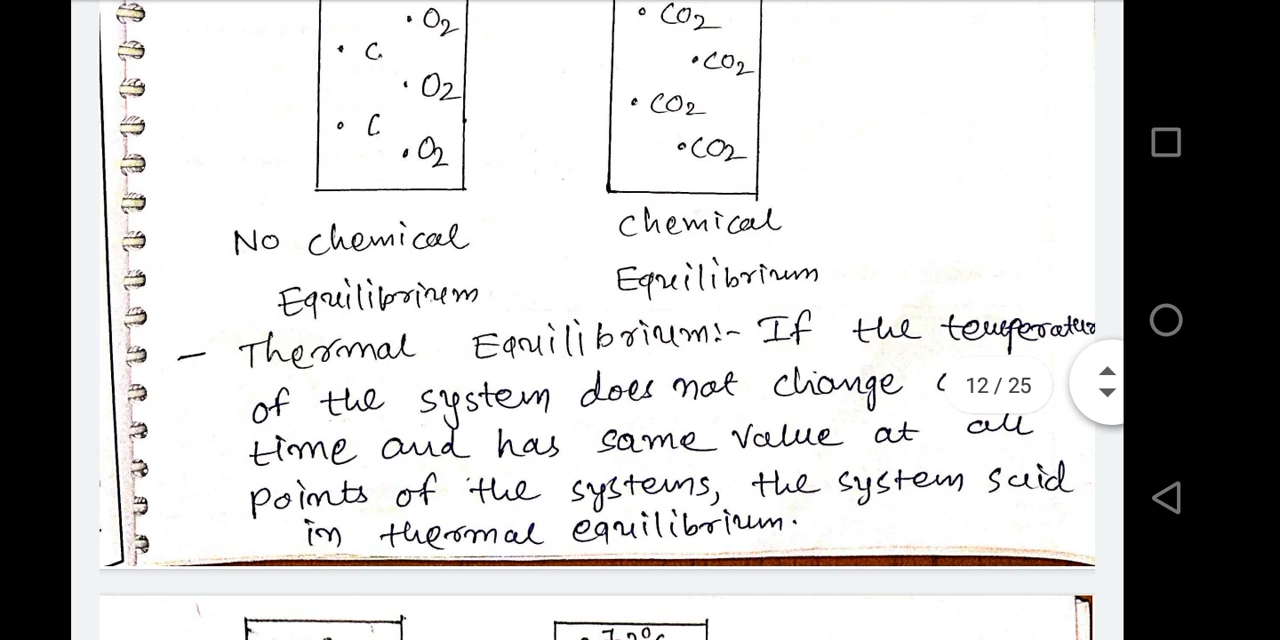 • O2
• C
• O2
• C
• O2
• CO2
• CO2
• CO2
• CO2
No chemical
Equilibrium
chemical
Equilibrium
- Thermal Equilibrium:- If the temperature
of the system does not change
12 / 25
time and has same value at all
points of the systems, the system said
in thermal equilibrium.